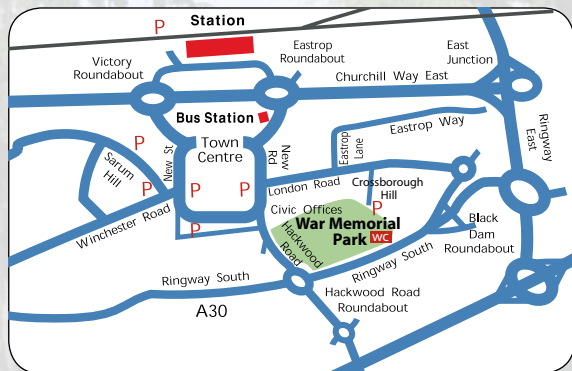 Station
P
Victory
Roundabout
Eastrop
Roundabout
East
Junction
Churchill Way East
Bus Station
Eastrop Way
Ringway
East
P
Town
Centre
New St
New
Rd
Eastrop
Lane
Sarum
Hill
P
P
P
London Road
Crossborough
Hill
P
Winchester Road
Civic Offices
War Memorial
Park
WC
P
Hackwood
Road
Black
Dam
Roundabout
Ringway South
Ringway South
A30
Hackwood Road
Roundabout